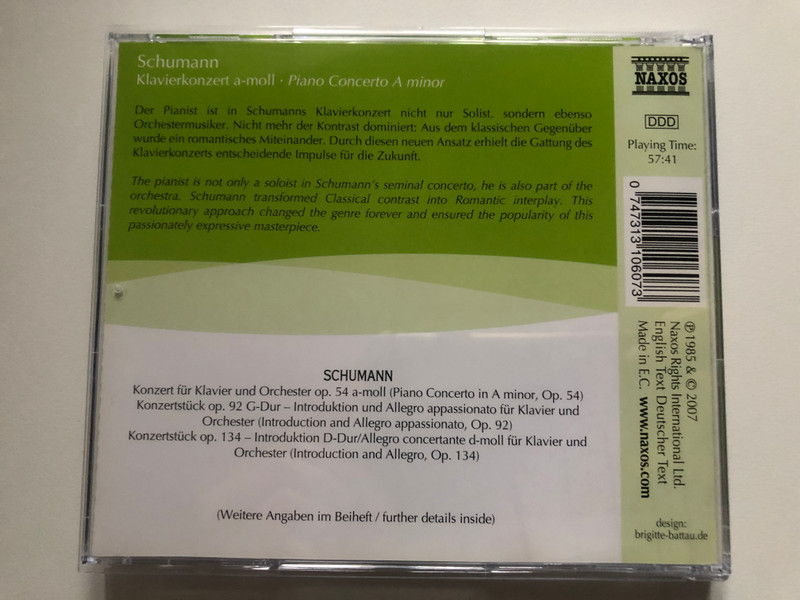 Schumann
Klavierkonzert a-moll · Piano Concerto A minor
Der Pianist ist in Schumanns Klavierkonzert nicht nur Solist, sondern ebenso
Orchestermusiker. Nicht mehr der Kontrast dominiert: Aus dem klassischen Gegenüber
wurde ein romantisches Miteinander. Durch diesen neuen Ansatz erhielt die Gattung des
Klavierkonzerts entscheidende Impulse für die Zukunft.
The pianist is not only a soloist in Schumann's seminal concerto, he is also part of the
orchestra. Schumann transformed Classical contrast into Romantic interplay. This
revolutionary approach changed the genre forever and ensured the popularity of this
passionately expressive masterpiece.
SCHUMANN
Konzert für Klavier und Orchester op. 54 a-moll (Piano Concerto in A minor, Op. 54)
Konzertstück op. 92 G-Dur – Introduktion und Allegro appassionato für Klavier und
Orchester (Introduction and Allegro appassionato, Op. 92)
Konzertstück op. 134 – Introduktion D-Dur/Allegro concertante d-moll für Klavier und
Orchester (Introduction and Allegro, Op. 134)
(Weitere Angaben im Beiheft / further details inside)
NAXOS
DDD
Playing Time:
57:41
0 747313 106073
℗ 1985 & © 2007
Naxos Rights International Ltd.
English Text Deutscher Text
Made in E.C. www.naxos.com
design:
brigitte-battau.de